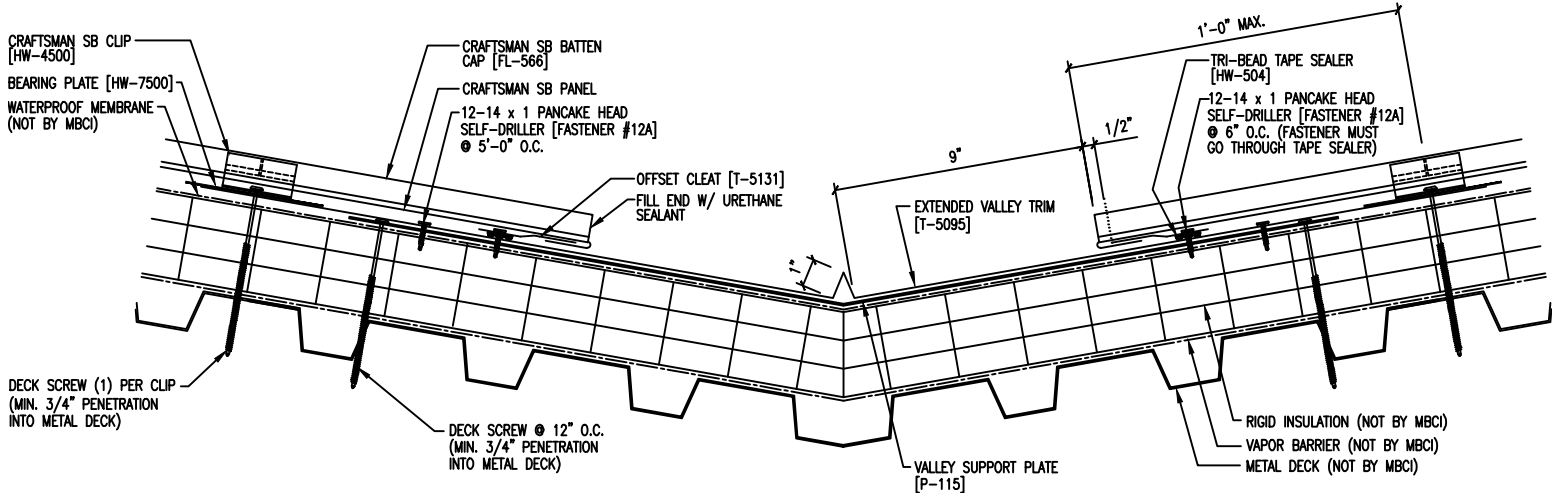 CRAFTSMAN SB CLIP
[HW-4500]
BEARING PLATE [HW-7500]
WATERPROOF MEMBRANE
(NOT BY MBCI)
CRAFTSMAN SB BATTEN
CAP [FL-566]
CRAFTSMAN SB PANEL
12-14 x 1 PANCAKE HEAD
SELF-DRILLER [FASTENER #12A]
@ 5'-0" O.C.
OFFSET CLEAT [T-5131]
FILL END W/ URETHANE
SEALANT
1'-0" MAX.
TRI-BEAD TAPE SEALER
[HW-504]
12-14 x 1 PANCAKE HEAD
SELF-DRILLER [FASTENER #12A]
@ 6" O.C. (FASTENER MUST
GO THROUGH TAPE SEALER)
1/2"
9"
EXTENDED VALLEY TRIM
[T-5095]
1"
DECK SCREW (1) PER CLIP
(MIN. 3/4" PENETRATION
INTO METAL DECK)
DECK SCREW @ 12" O.C.
(MIN. 3/4" PENETRATION
INTO METAL DECK)
VALLEY SUPPORT PLATE
[P-115]
RIGID INSULATION (NOT BY MBCI)
VAPOR BARRIER (NOT BY MBCI)
METAL DECK (NOT BY MBCI)